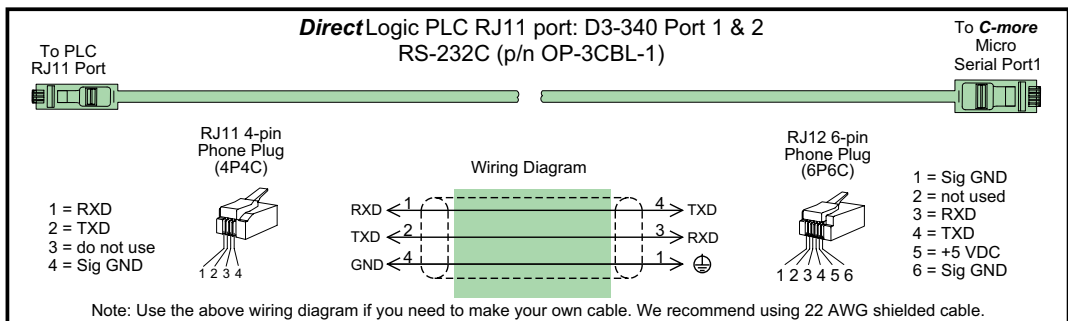 DirectLogic PLC RJ11 port: D3-340 Port 1 & 2
RS-232C (p/n OP-3CBL-1)
To PLC
RJ11 Port
To C-more
Micro
Serial Port1
RJ11 4-pin
Phone Plug
(4P4C)
1 = RXD
2 = TXD
3 = do not use
4 = Sig GND
1 2 3 4
Wiring Diagram
RXD 1 4 TXD
TXD 2 3 RXD
GND 4 1
RJ12 6-pin
Phone Plug
(6P6C)
1 2 3 4 5 6
1 = Sig GND
2 = not used
3 = RXD
4 = TXD
5 = +5 VDC
6 = Sig GND
Note: Use the above wiring diagram if you need to make your own cable. We recommend using 22 AWG shielded cable.